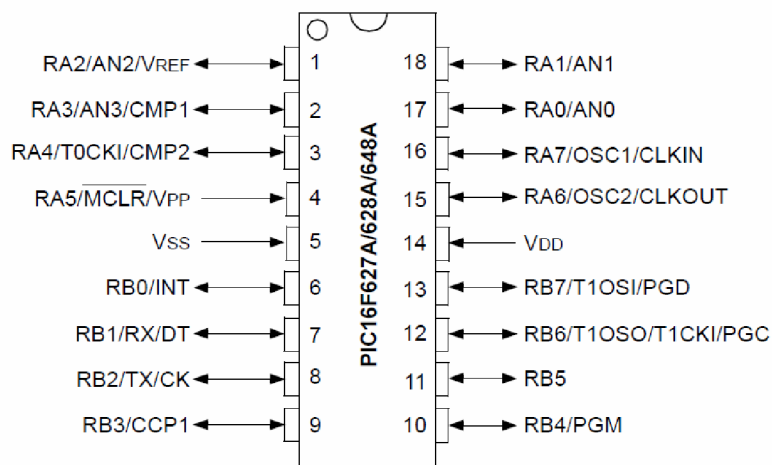 RA2/AN2/VREF 1 18 RA1/AN1
RA3/AN3/CMP1 2 17 RA0/AN0
RA4/T0CKI/CMP2 3 16 RA7/OSC1/CLKIN
RA5/MCLR/VPP 4 15 RA6/OSC2/CLKOUT
VSS 5 14 VDD
RB0/INT 6 13 RB7/T1OSI/PGD
RB1/RX/DT 7 12 RB6/T1OSO/T1CKI/PGC
RB2/TX/CK 8 11 RB5
RB3/CCP1 9 10 RB4/PGM
PIC16F627A/628A/648A